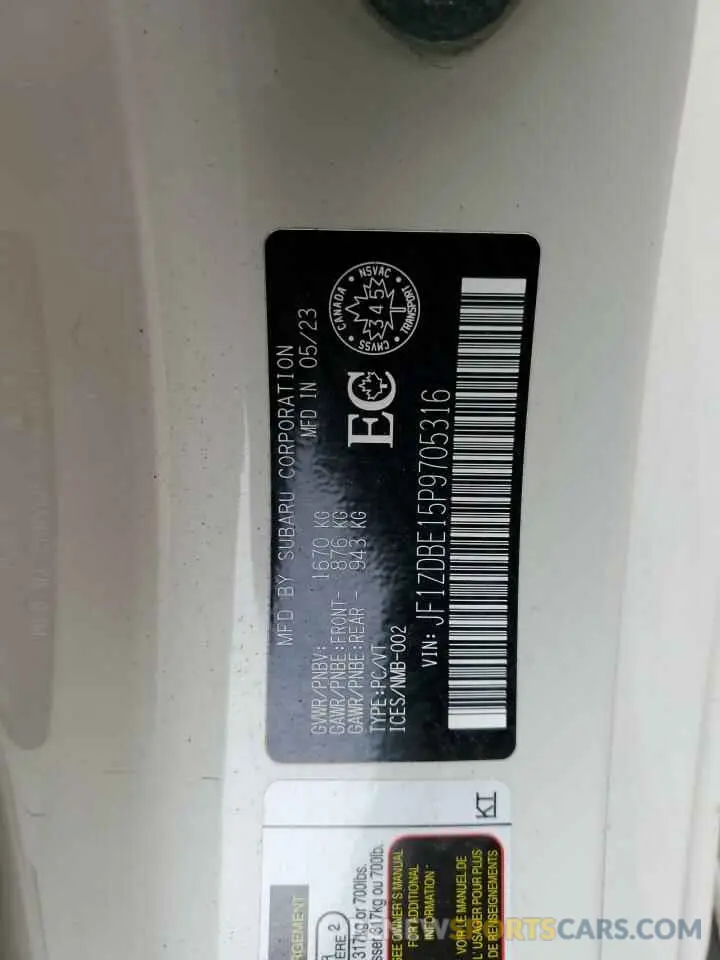 MFD BY SUBARU CORPORATION
MFD IN 05/23
GVWR/PNBV: 1670 KG
GAWR/PNBE:FRONT- 876 KG
GAWR/PNBE:REAR - 943 KG
TYPE:PC/VT
ICES/NMB-002
EC
CANADA • NSVAC • TRANSPORT • CMVSS
345
VIN: JF1ZDBE15P9705316
KT
317kg or 700lbs.
317kg ou 700lb.
SEE OWNER'S MANUAL
FOR ADDITIONAL
INFORMATION
VOIR LE MANUEL DE
L'USAGER POUR PLUS
DE RENSEIGNEMENTS
SPORTSCARS.COM